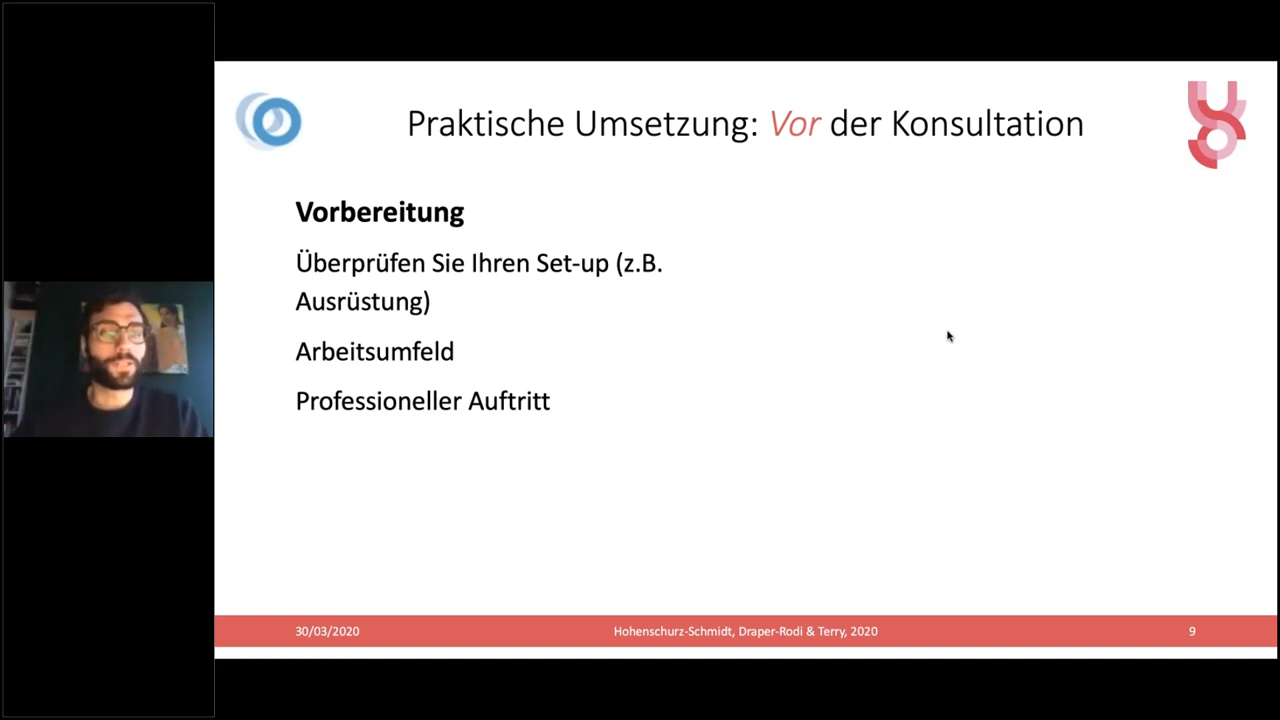 Praktische Umsetzung: Vor der Konsultation
Vorbereitung
Überprüfen Sie Ihren Set-up (z.B.
Ausrüstung)
Arbeitsumfeld
Professioneller Auftritt
30/03/2020
Hohenschurz-Schmidt, Draper-Rodi & Terry, 2020
9